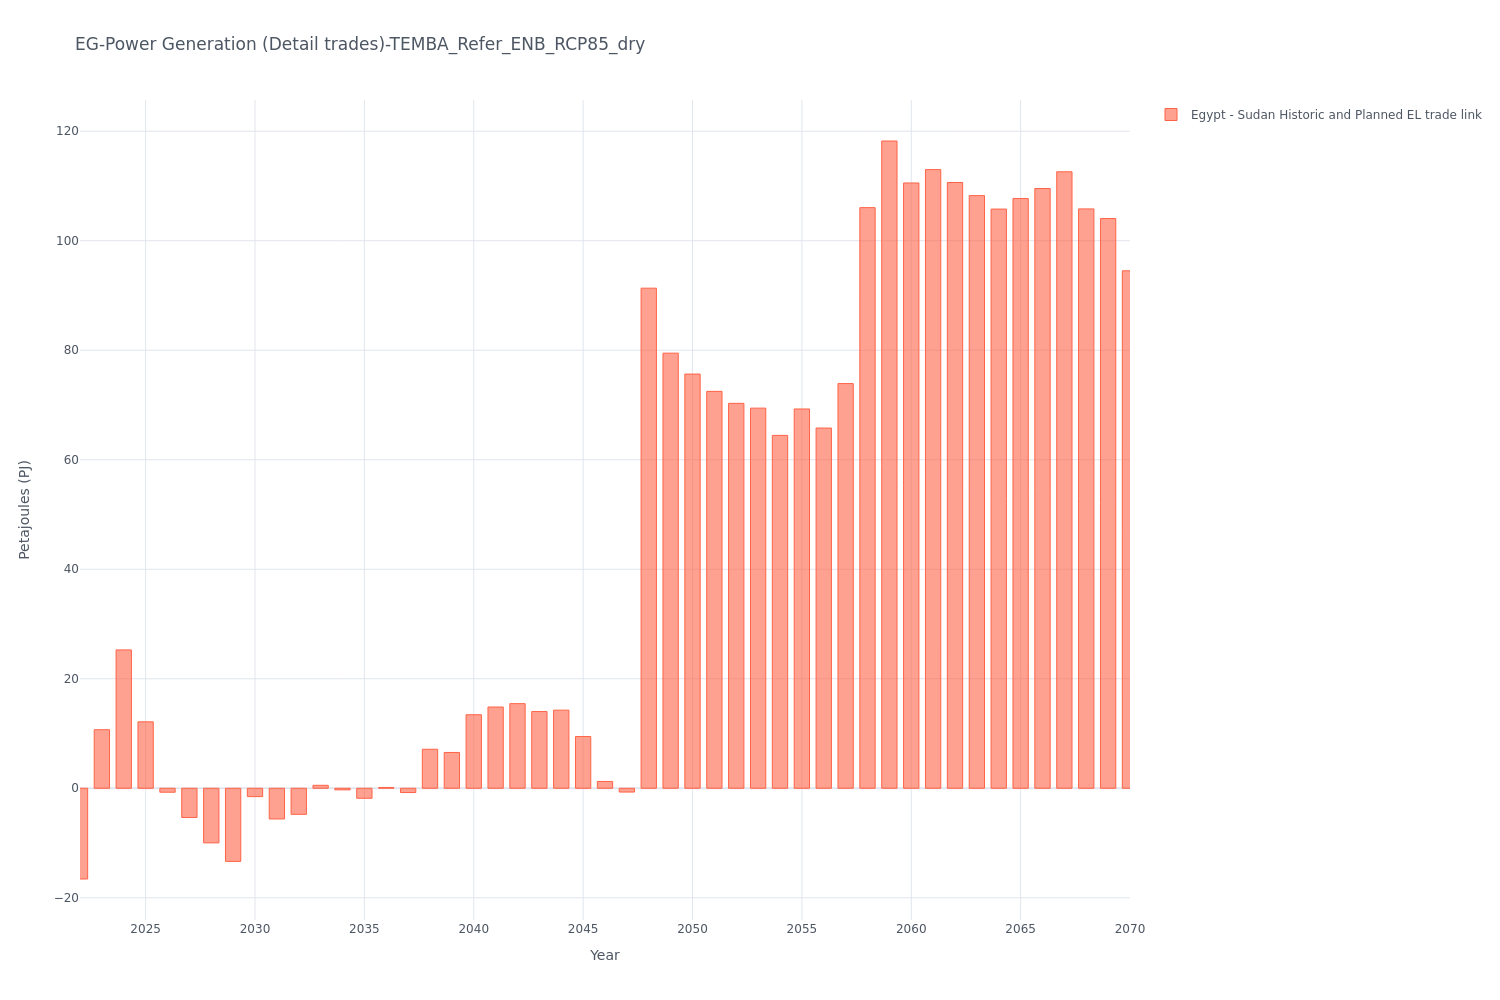 EG-Power Generation (Detail trades)-TEMBA_Refer_ENB_RCP85_dry
Egypt - Sudan Historic and Planned EL trade link
120
100
80
60
40
20
0
−20
Petajoules (PJ)
2025 2030 2035 2040 2045 2050 2055 2060 2065 2070
Year